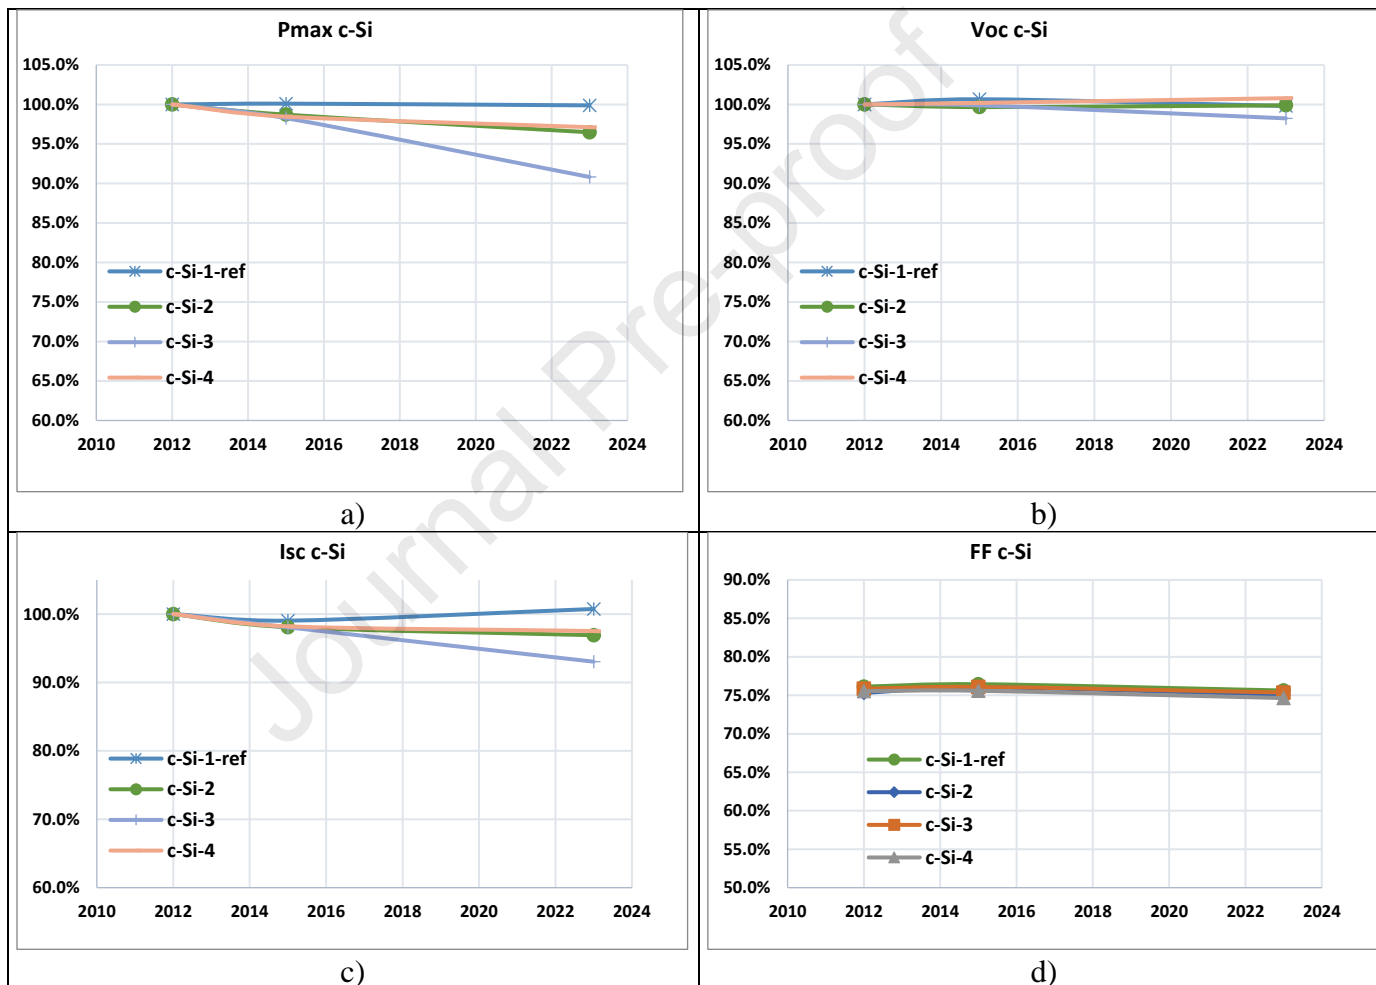 Pmax c-Si
105.0%
100.0%
95.0%
90.0%
85.0%
80.0%
75.0%
70.0%
65.0%
60.0%
c-Si-1-ref
c-Si-2
c-Si-3
c-Si-4
2010 2012 2014 2016 2018 2020 2022 2024
a)
Voc c-Si
105.0%
100.0%
95.0%
90.0%
85.0%
80.0%
75.0%
70.0%
65.0%
60.0%
c-Si-1-ref
c-Si-2
c-Si-3
c-Si-4
2010 2012 2014 2016 2018 2020 2022 2024
b)
Isc c-Si
100.0%
90.0%
80.0%
70.0%
60.0%
c-Si-1-ref
c-Si-2
c-Si-3
c-Si-4
2010 2012 2014 2016 2018 2020 2022 2024
c)
FF c-Si
90.0%
85.0%
80.0%
75.0%
70.0%
65.0%
60.0%
55.0%
50.0%
c-Si-1-ref
c-Si-2
c-Si-3
c-Si-4
2010 2012 2014 2016 2018 2020 2022 2024
d)
Journal Pre-proof